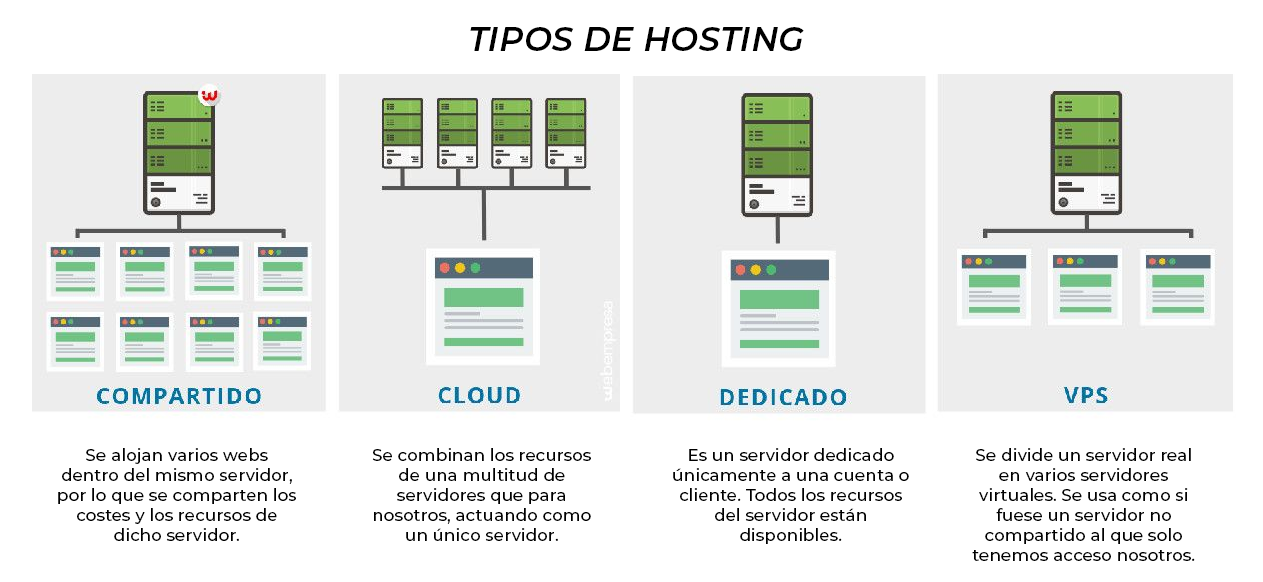 TIPOS DE HOSTING
COMPARTIDO
Se alojan varios webs
dentro del mismo servidor,
por lo que se comparten los
costes y los recursos de
dicho servidor.
webempresa
CLOUD
Se combinan los recursos
de una multitud de
servidores que para
nosotros, actuando como
un único servidor.
DEDICADO
Es un servidor dedicado
únicamente a una cuenta o
cliente. Todos los recursos
del servidor están
disponibles.
VPS
Se divide un servidor real
en varios servidores
virtuales. Se usa como si
fuese un servidor no
compartido al que solo
tenemos acceso nosotros.